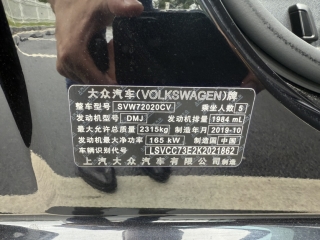 大众汽车(VOLKSWAGEN)牌
整车型号 SVW72020CV 乘坐人数 5
发动机型号 DMJ 发动机排量 1984 mL
最大允许总质量 2315kg 制造年月 2019-10
发动机最大净功率 165 kW 中国制造
车辆识别代号 LSVCC73E2K2021862
上汽大众汽车有限公司 制造